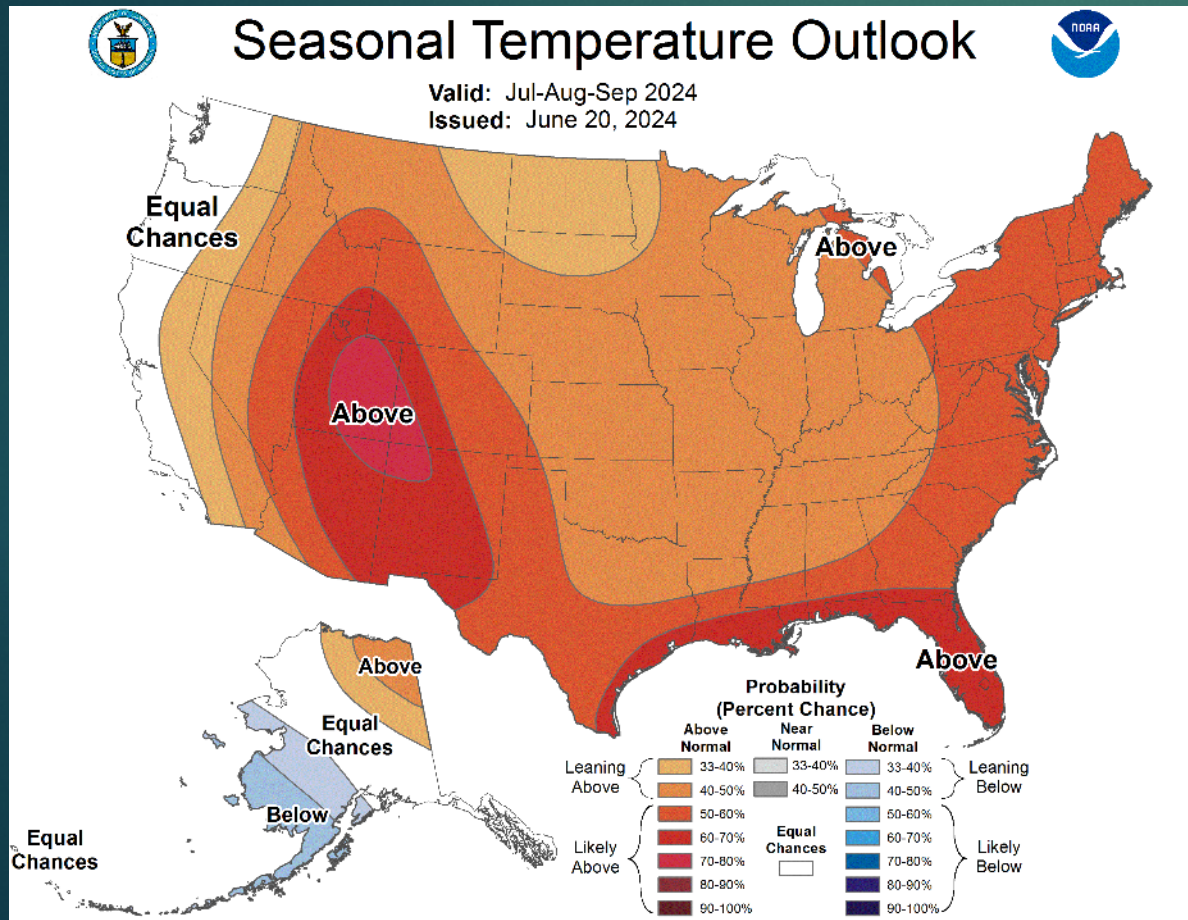 Seasonal Temperature Outlook
NOAA
Valid: Jul-Aug-Sep 2024
Issued: June 20, 2024
Equal
Chances
Above
Above
Above
Above
Equal
Chances
Below
Equal
Chances
Probability
(Percent Chance)
Above
Normal
Near
Normal
Below
Normal
Leaning
Above
33-40%
33-40%
33-40%
Leaning
Below
40-50%
40-50%
40-50%
Likely
Above
50-60%
50-60%
Likely
Below
60-70%
Equal
Chances
60-70%
70-80%
70-80%
80-90%
80-90%
90-100%
90-100%